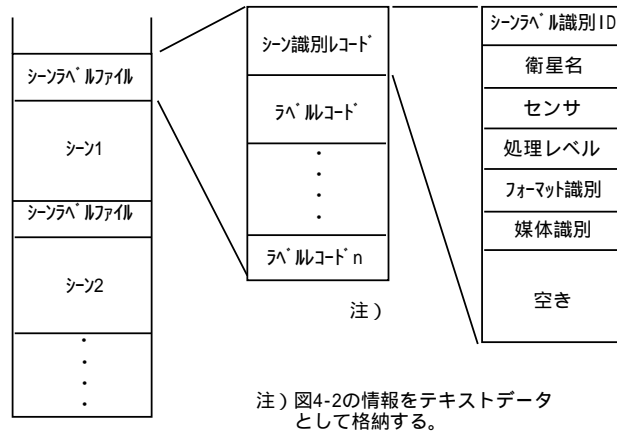 シーンラベルファイル
シーン1
シーンラベルファイル
シーン2
・
・
・
・
シーン識別レコード
ラベルレコード
・
・
・
・
ラベルレコードn
注）
シーンラベル識別ID
衛星名
センサ
処理レベル
フォーマット識別
媒体識別
空き
注）図4-2の情報をテキストデータ
として格納する。